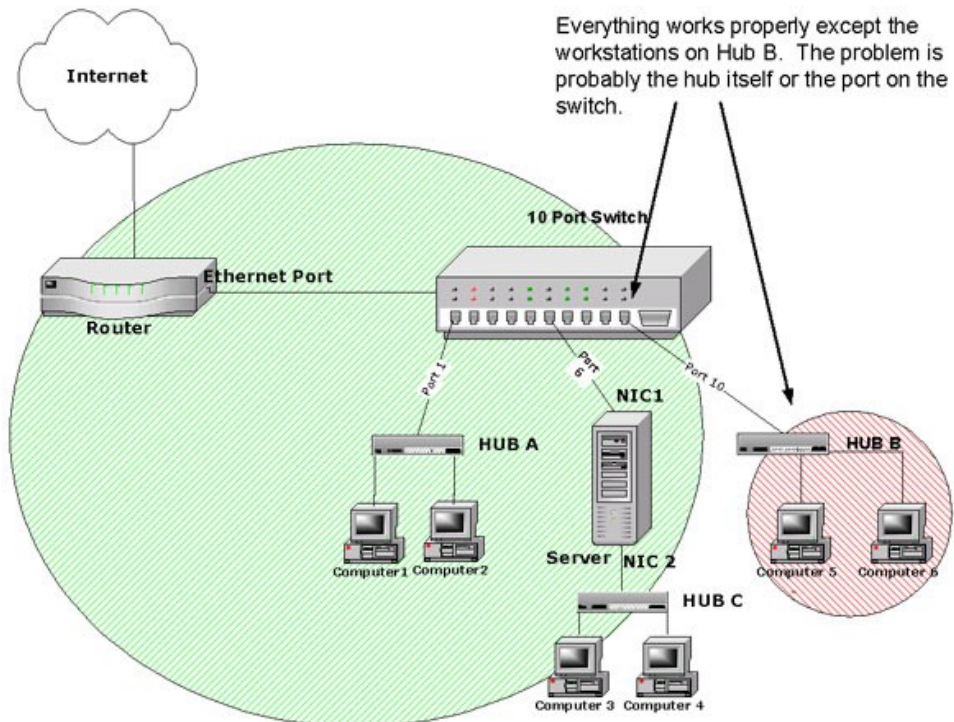 Everything works properly except the
workstations on Hub B. The problem is
probably the hub itself or the port on the
switch.
Internet
10 Port Switch
Ethernet Port
Router
Port 1
Port
6
Port 10
NIC1
HUB A
HUB B
Computer1
Computer2
Server
NIC 2
Computer 5
Computer 6
HUB C
Computer 3
Computer 4